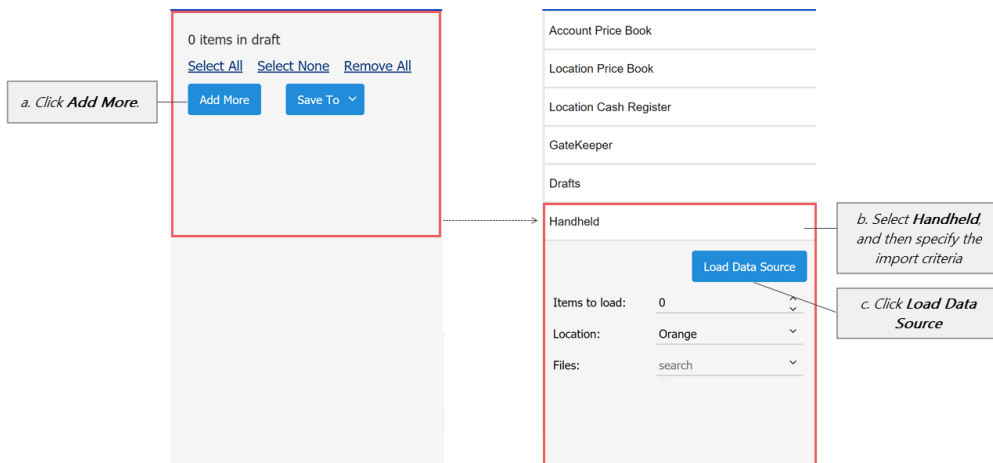 0 items in draft
Select All Select None Remove All
Add More Save To
a. Click Add More.
Account Price Book
Location Price Book
Location Cash Register
GateKeeper
Drafts
Handheld
Load Data Source
Items to load: 0
Location: Orange
Files: search
b. Select Handheld,
and then specify the
import criteria
c. Click Load Data
Source